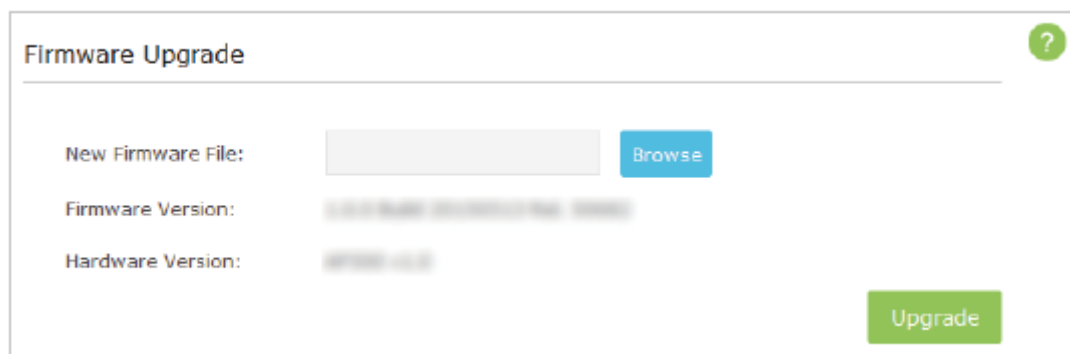 Firmware Upgrade
?
New Firmware File:
Browse
Firmware Version:
Hardware Version:
Upgrade